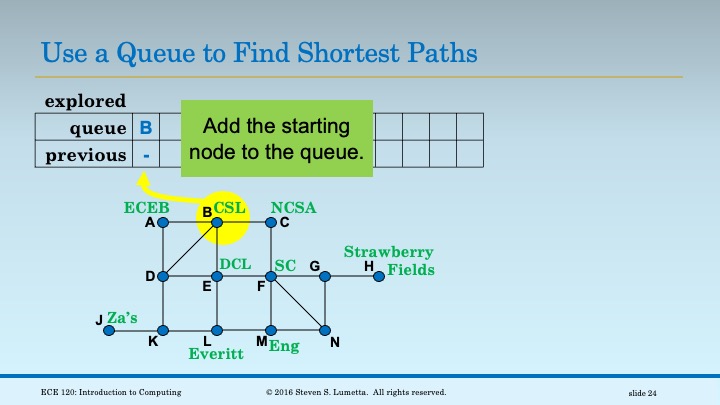 Use a Queue to Find Shortest Paths
explored
queue B
previous -
Add the starting
node to the queue.
ECEB B CSL NCSA
A C
Strawberry
D DCL SC G H Fields
E F
J Za's
K L M Eng N
Everitt
ECE 120: Introduction to Computing © 2016 Steven S. Lumetta. All rights reserved. slide 24